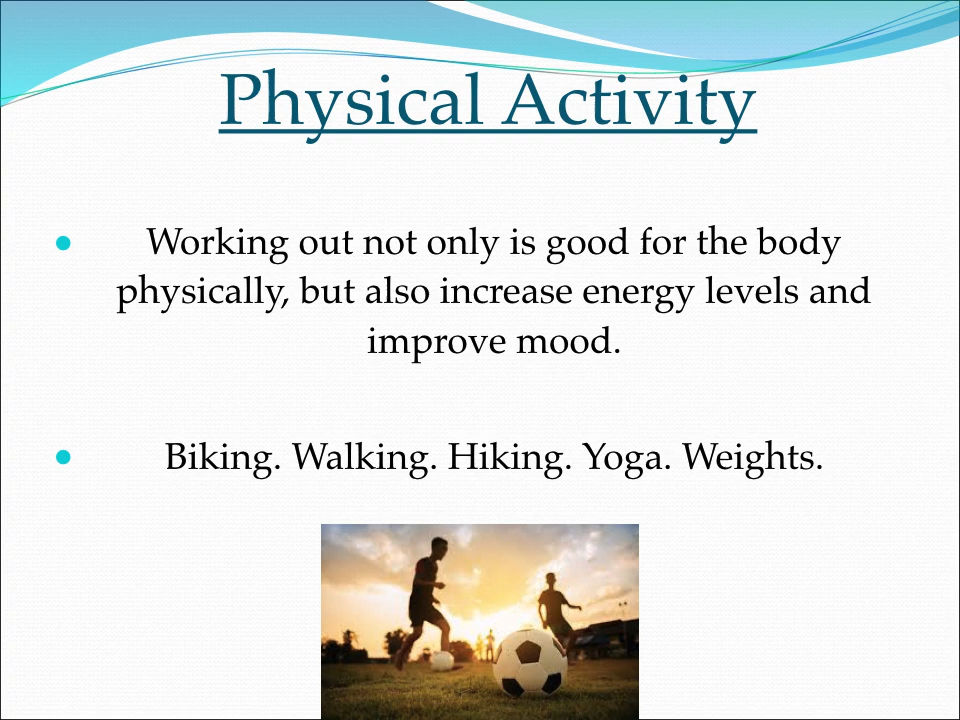 Physical Activity
• Working out not only is good for the body
physically, but also increase energy levels and
improve mood.
• Biking. Walking. Hiking. Yoga. Weights.